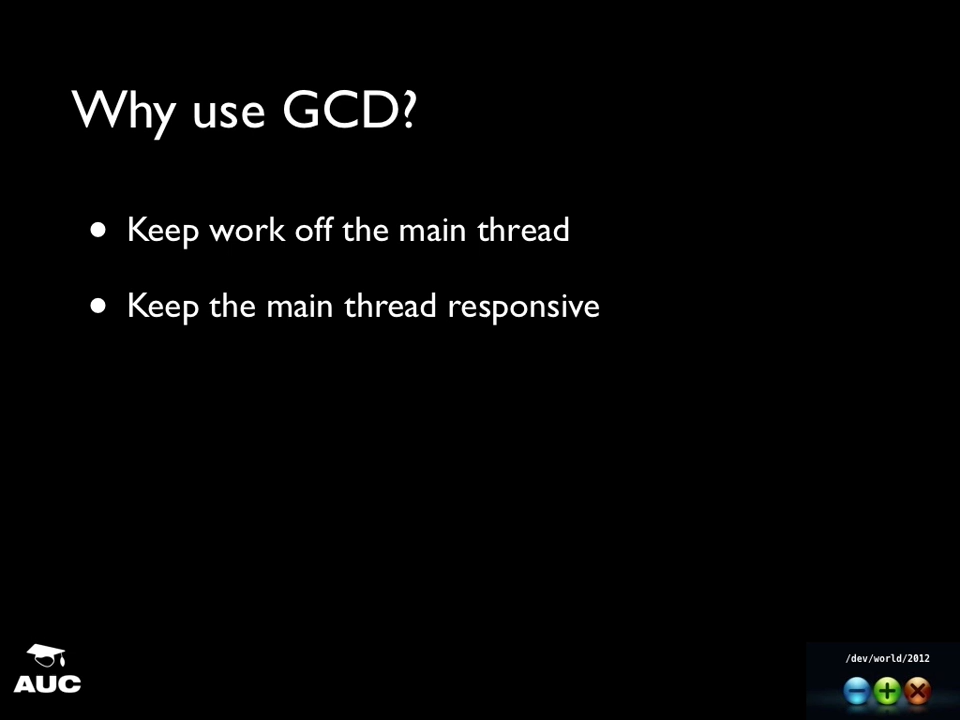 Why use GCD?
• Keep work off the main thread
• Keep the main thread responsive
AUC
/dev/world/2012